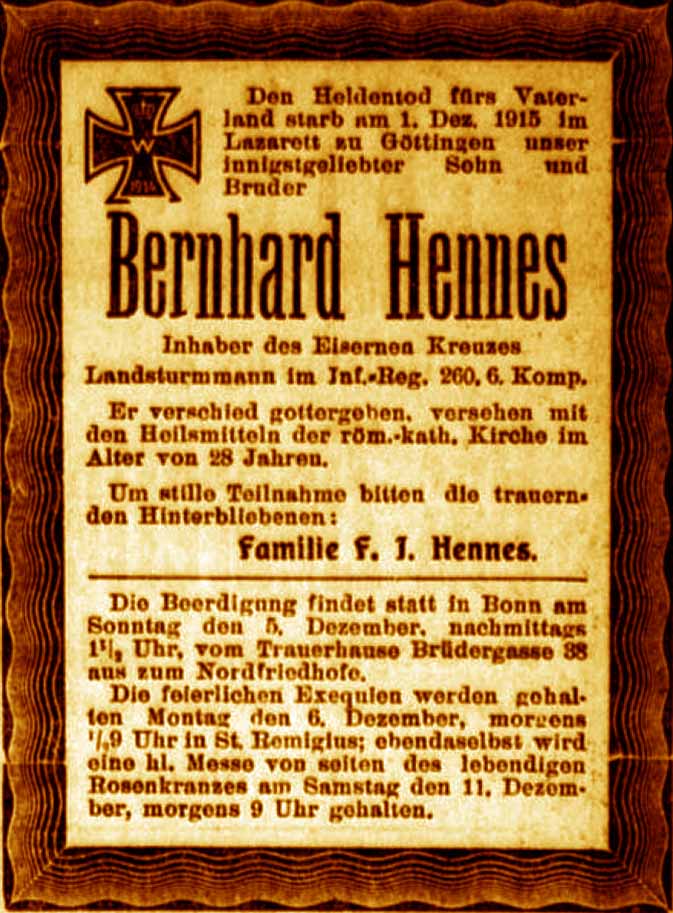 W
1914
Den Heldentod fürs Vater-
land starb am 1. Dez. 1915 im
Lazarett zu Göttingen unser
innigstgeliebter Sohn und
Bruder
Bernhard Hennes
Inhaber des Eisernen Kreuzes
Landsturmmann im Inf.-Reg. 260, 6. Komp.
Er verschied gottergeben, versehen mit
den Heilsmitteln der röm.-kath. Kirche im
Alter von 28 Jahren.
Um stille Teilnahme bitten die trauern-
den Hinterbliebenen:
Familie F. J. Hennes.
Die Beerdigung findet statt in Bonn am
Sonntag den 5. Dezember, nachmittags
1½ Uhr, vom Trauerhause Brüdergasse 38
aus zum Nordfriedhofe.
Die feierlichen Exequien werden gehal-
ten Montag den 6. Dezember, morgens
½9 Uhr in St. Remigius; ebendaselbst wird
eine hl. Messe von seiten des lebendigen
Rosenkranzes am Samstag den 11. Dezem-
ber, morgens 9 Uhr gehalten.